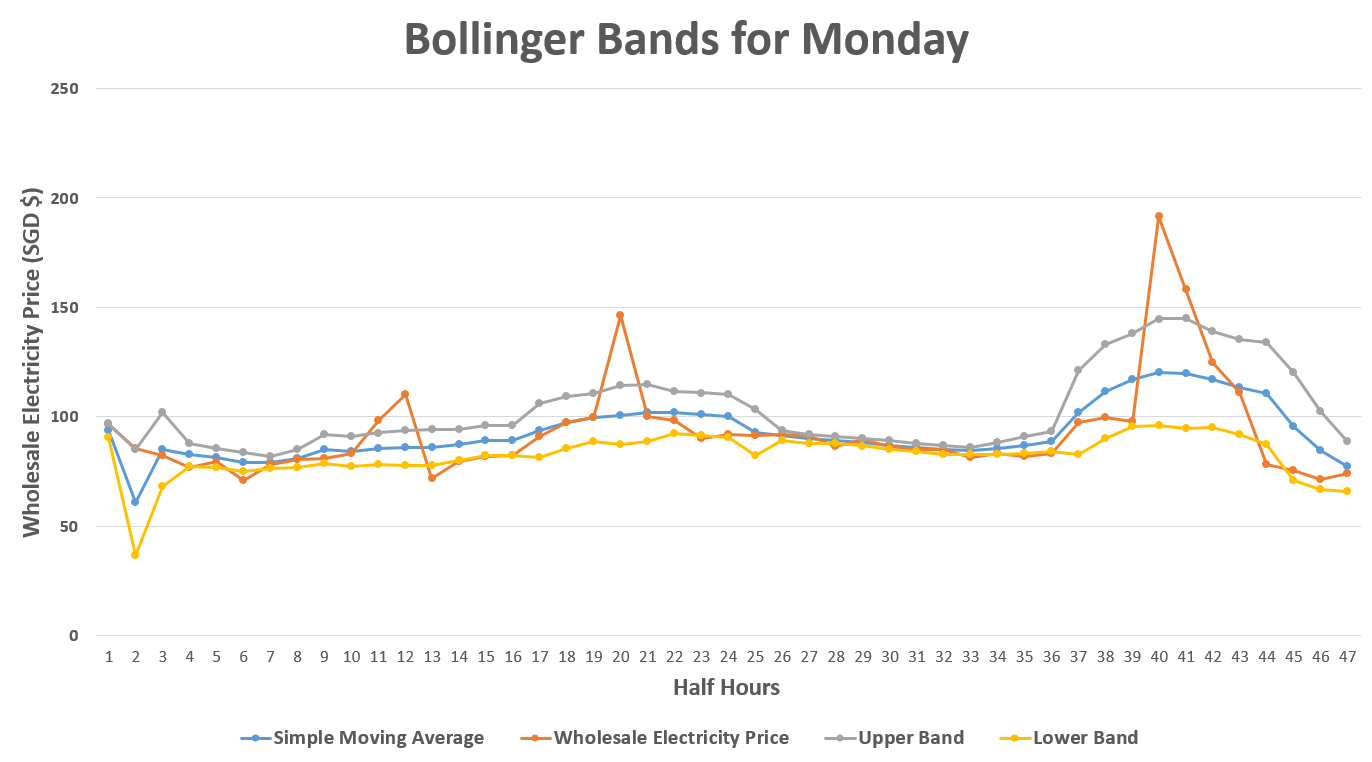 Bollinger Bands for Monday
Wholesale Electricity Price (SGD $)
250
200
150
100
50
0
1 2 3 4 5 6 7 8 9 10 11 12 13 14 15 16 17 18 19 20 21 22 23 24 25 26 27 28 29 30 31 32 33 34 35 36 37 38 39 40 41 42 43 44 45 46 47
Half Hours
Simple Moving Average Wholesale Electricity Price Upper Band Lower Band